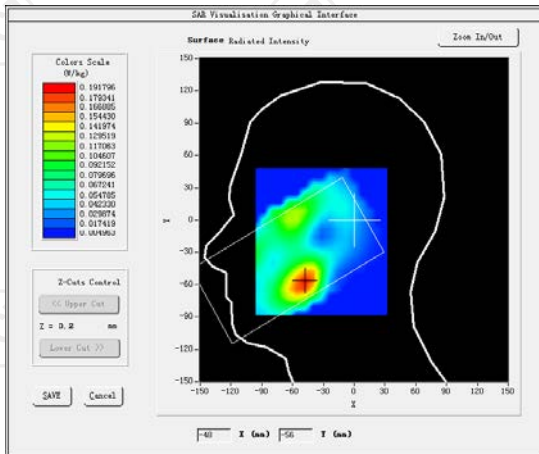 SAR Visualisation Graphical Interface
Surface Radiated Intensity
Zoom In/Out
Colors Scale
(W/kg)
0.191796
0.179341
0.166885
0.154430
0.141974
0.129519
0.117063
0.104607
0.092152
0.079696
0.067241
0.054785
0.042330
0.029874
0.017419
0.004963
Z-Cuts Control
<< Upper Cut
Z = 0.2 mm
Lower Cut >>
SAVE
Cancel
150
120
90
60
30
0
-30
-60
-90
-120
-150
Y
-150 -120 -90 -60 -30 0 30 60 90 120 150
X
-48 X (mm) -56 Y (mm)